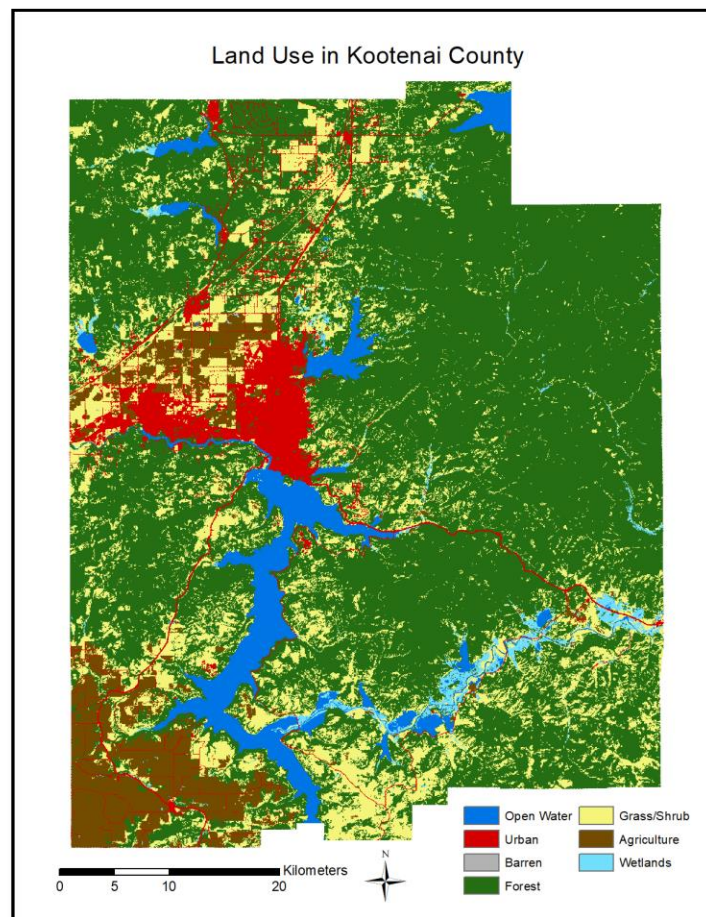 Land Use in Kootenai County
Open Water
Grass/Shrub
Urban
Agriculture
Barren
Wetlands
Forest
Kilometers
0 5 10 20
N